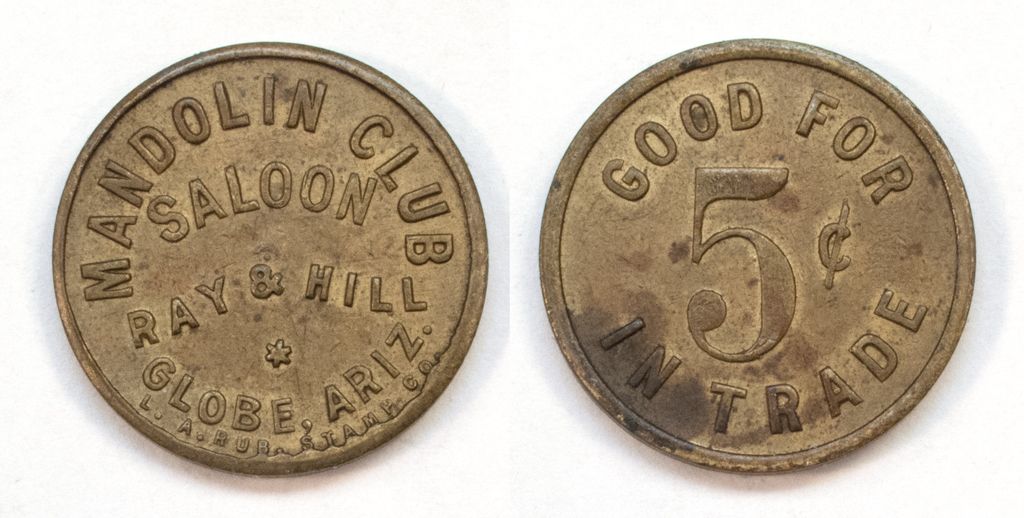 MANDOLIN CLUB
SALOON
RAY & HILL
GLOBE, ARIZ.
L. A. RUB. STAMP CO.
GOOD FOR
5¢
IN TRADE